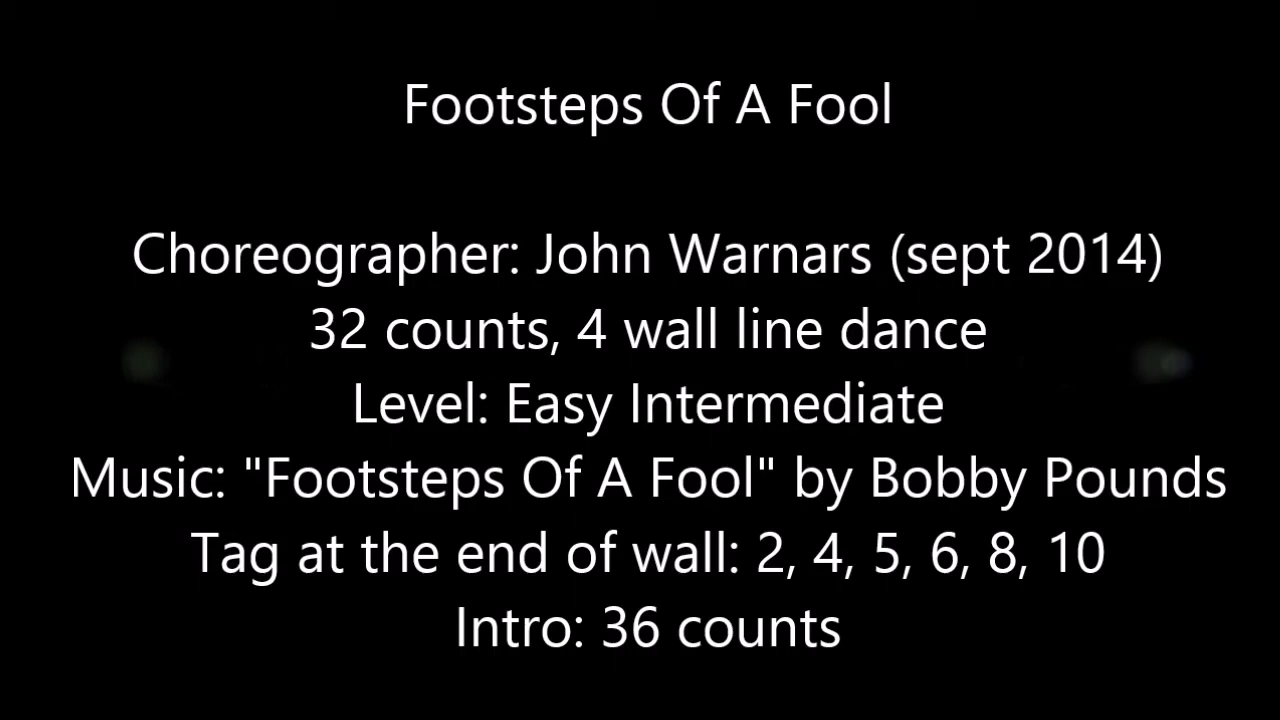 Footsteps Of A Fool
Choreographer: John Warnars (sept 2014)
32 counts, 4 wall line dance
Level: Easy Intermediate
Music: "Footsteps Of A Fool" by Bobby Pounds
Tag at the end of wall: 2, 4, 5, 6, 8, 10
Intro: 36 counts